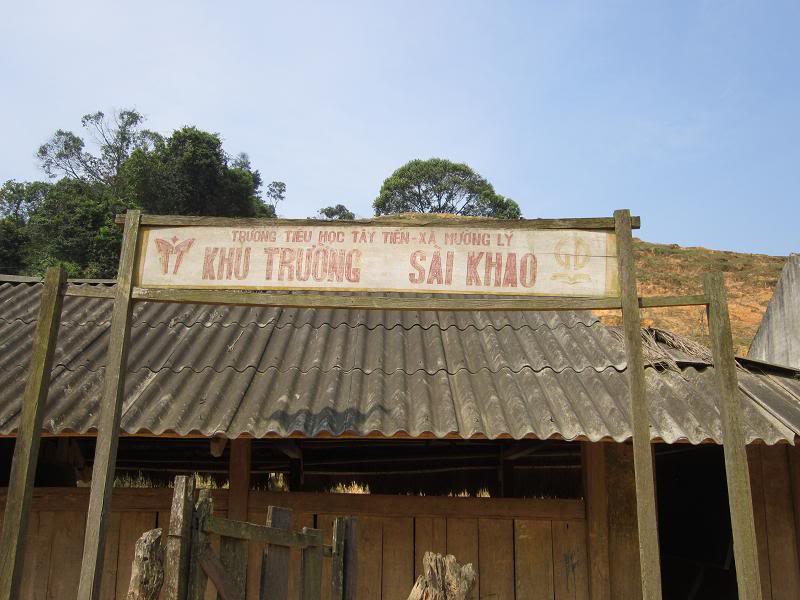 TRƯỜNG TIỂU HỌC TÂY TIẾN - XÃ MƯỜNG LÝ
KHU TRƯỜNG SÀI KHAO